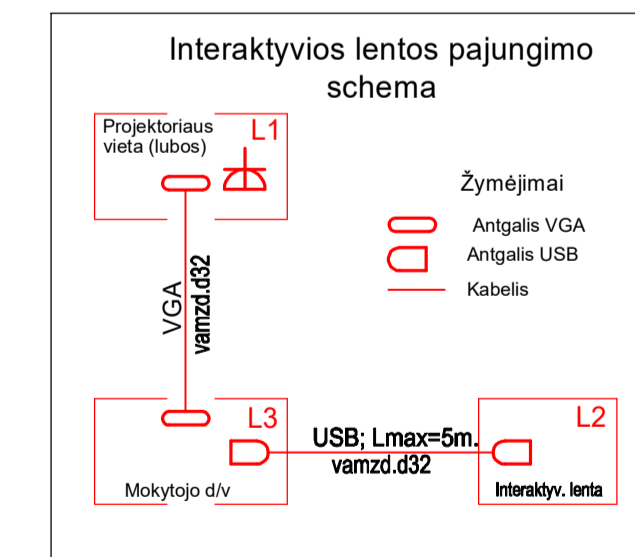 Interaktyvios lentos pajungimo
schema
Projektoriaus
vieta (lubos)
L1
Žymėjimai
Antgalis VGA
Antgalis USB
Kabelis
VGA
vamzd.d32
L3
Mokytojo d/v
USB; Lmax=5m.
vamzd.d32
L2
Interaktyv. lenta